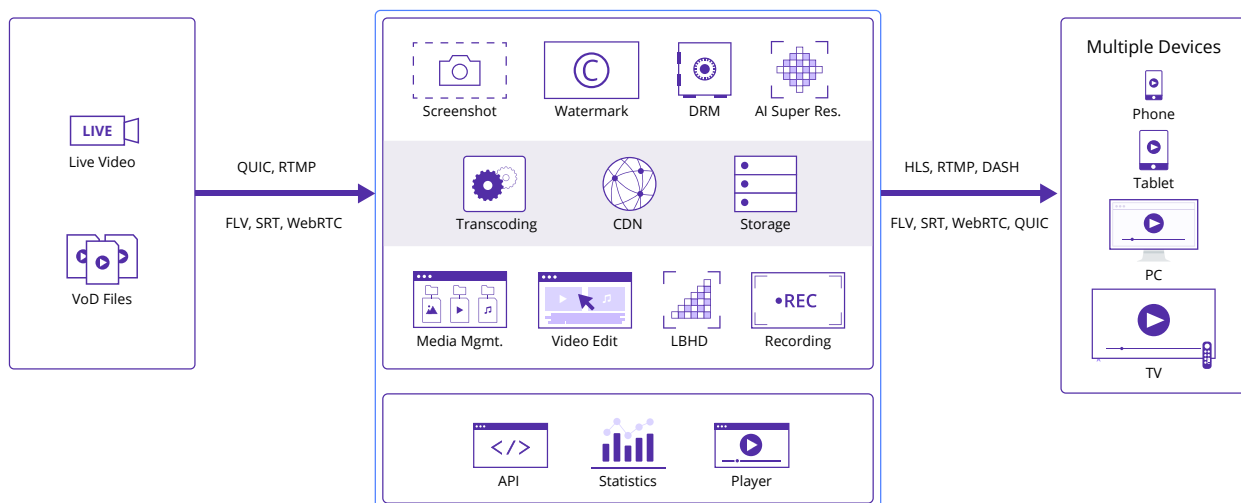 LIVE
Live Video
VoD Files
QUIC, RTMP
FLV, SRT, WebRTC
Screenshot
C
Watermark
DRM
AI Super Res.
Transcoding
CDN
Storage
Media Mgmt.
Video Edit
LBHD
REC
Recording
</>
API
Statistics
Player
HLS, RTMP, DASH
FLV, SRT, WebRTC, QUIC
Multiple Devices
Phone
Tablet
PC
TV